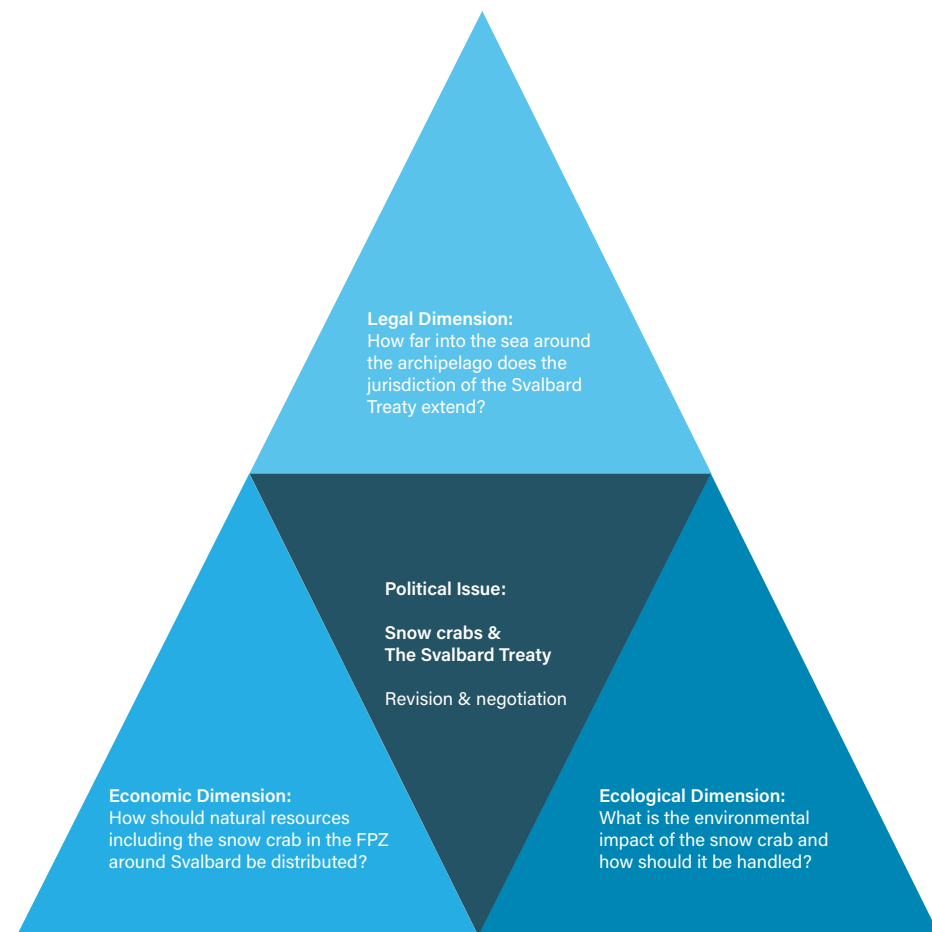 Legal Dimension:
How far into the sea around
the archipelago does the
jurisdiction of the Svalbard
Treaty extend?
Political Issue:
Snow crabs &
The Svalbard Treaty
Revision & negotiation
Economic Dimension:
How should natural resources
including the snow crab in the FPZ
around Svalbard be distributed?
Ecological Dimension:
What is the environmental
impact of the snow crab and
how should it be handled?